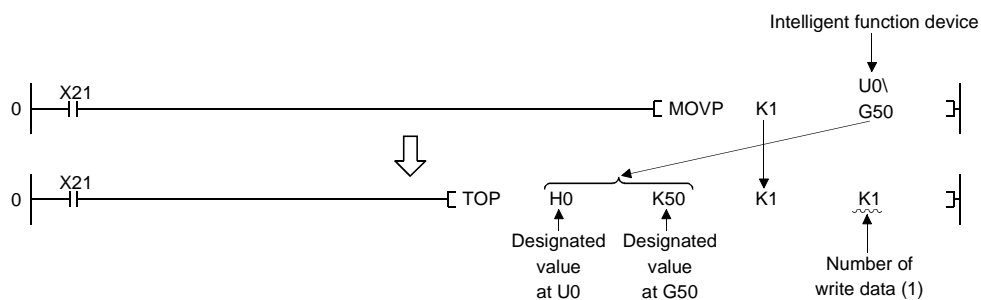 Intelligent function device
U0\
X21
0 MOVP K1 G50
X21
0 TOP H0 K50 K1 K1
Designated Designated
value value
at U0 at G50
Number of
write data (1)